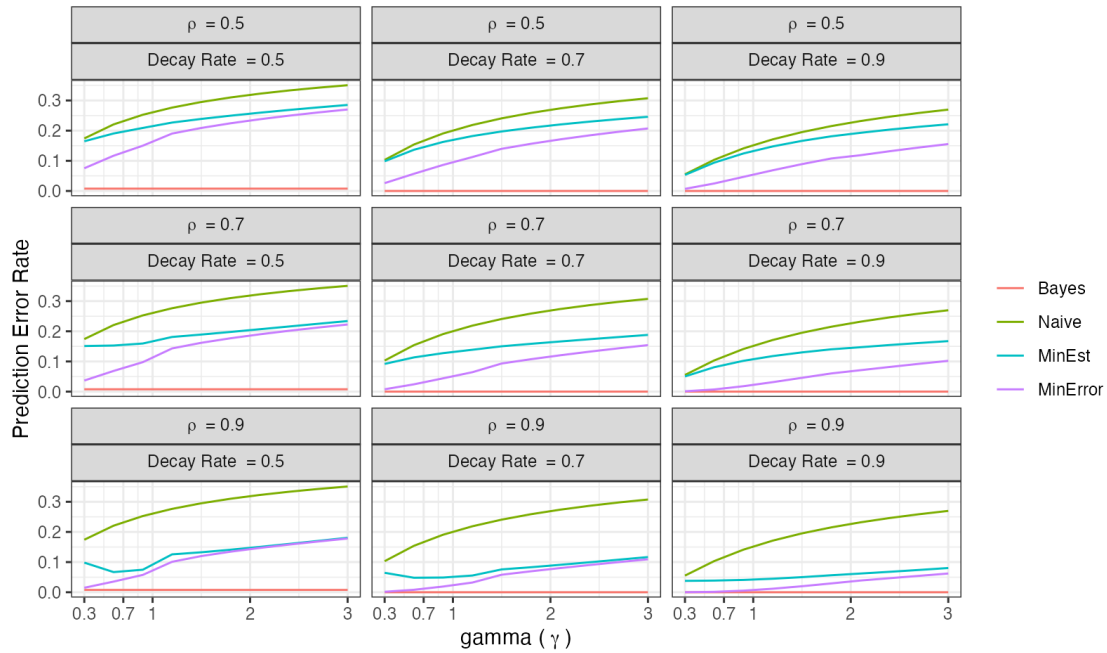 ρ = 0.5
ρ = 0.5
ρ = 0.5
Decay Rate = 0.5
Decay Rate = 0.7
Decay Rate = 0.9
0.3
0.2
0.1
0.0
ρ = 0.7
ρ = 0.7
ρ = 0.7
Decay Rate = 0.5
Decay Rate = 0.7
Decay Rate = 0.9
0.3
0.2
0.1
0.0
ρ = 0.9
ρ = 0.9
ρ = 0.9
Decay Rate = 0.5
Decay Rate = 0.7
Decay Rate = 0.9
0.3
0.2
0.1
0.0
0.3 0.7 1 2 3
0.3 0.7 1 2 3
0.3 0.7 1 2 3
gamma ( γ )
Prediction Error Rate
Bayes
Naive
MinEst
MinError